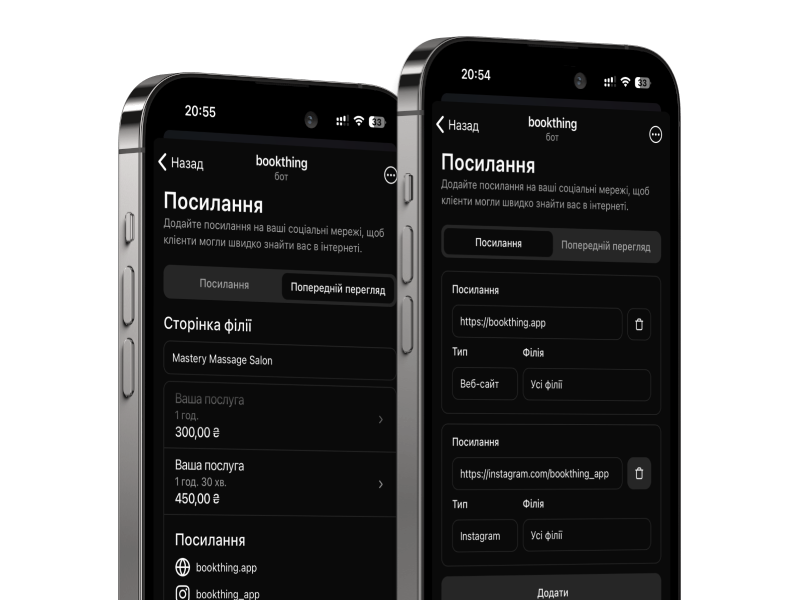 20:55
33
Назад
bookthing
бот
Посилання
Додайте посилання на ваші соціальні мережі, щоб
клієнти могли швидко знайти вас в інтернеті.
Посилання
Попередній перегляд
Сторінка філії
Mastery Massage Salon
Ваша послуга
1 год.
300,00 ₴
Ваша послуга
1 год. 30 хв.
450,00 ₴
Посилання
bookthing.app
bookthing_app
20:54
33
Назад
bookthing
бот
Посилання
Додайте посилання на ваші соціальні мережі, щоб
клієнти могли швидко знайти вас в інтернеті.
Посилання
Попередній перегляд
Посилання
https://bookthing.app
Тип
Філія
Веб-сайт
Усі філії
Посилання
https://instagram.com/bookthing_app
Тип
Філія
Instagram
Усі філії
Додати